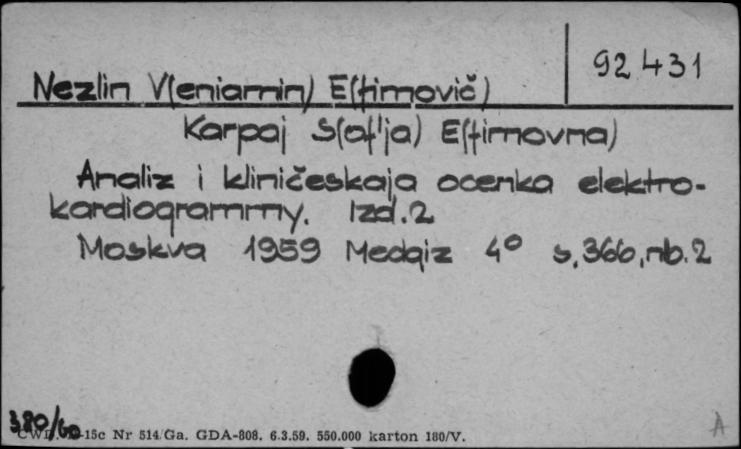 92 431
Nezlin V(eniamin) E(fimovič)
Karpaj S(of'ja) E(fimovna)
Analiz i kliničeskaja ocenka elektro-
kardiogrammy. Izd.2
Moskva 1959 Medgiz 4° s,366,nb.2
380/60
-15c Nr 514/Ga. GDA-808. 6.3.59. 550.000 karton 180/V.
A